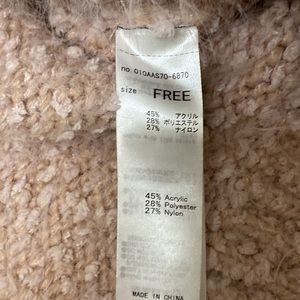 no. 010AAS70-6870
size FREE
45% アクリル
28% ポリエステル
27% ナイロン
45% Acrylic
28% Polyester
27% Nylon
MADE IN CHINA